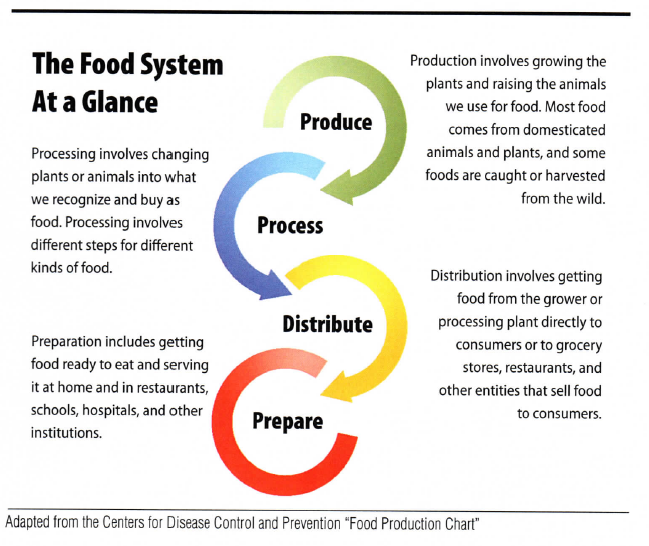 The Food System
At a Glance
Produce
Production involves growing the
plants and raising the animals
we use for food. Most food
comes from domesticated
animals and plants, and some
foods are caught or harvested
from the wild.
Processing involves changing
plants or animals into what
we recognize and buy as
food. Processing involves
different steps for different
kinds of food.
Process
Distribute
Distribution involves getting
food from the grower or
processing plant directly to
consumers or to grocery
stores, restaurants, and
other entities that sell food
to consumers.
Preparation includes getting
food ready to eat and serving
it at home and in restaurants,
schools, hospitals, and other
institutions.
Prepare
Adapted from the Centers for Disease Control and Prevention “Food Production Chart”